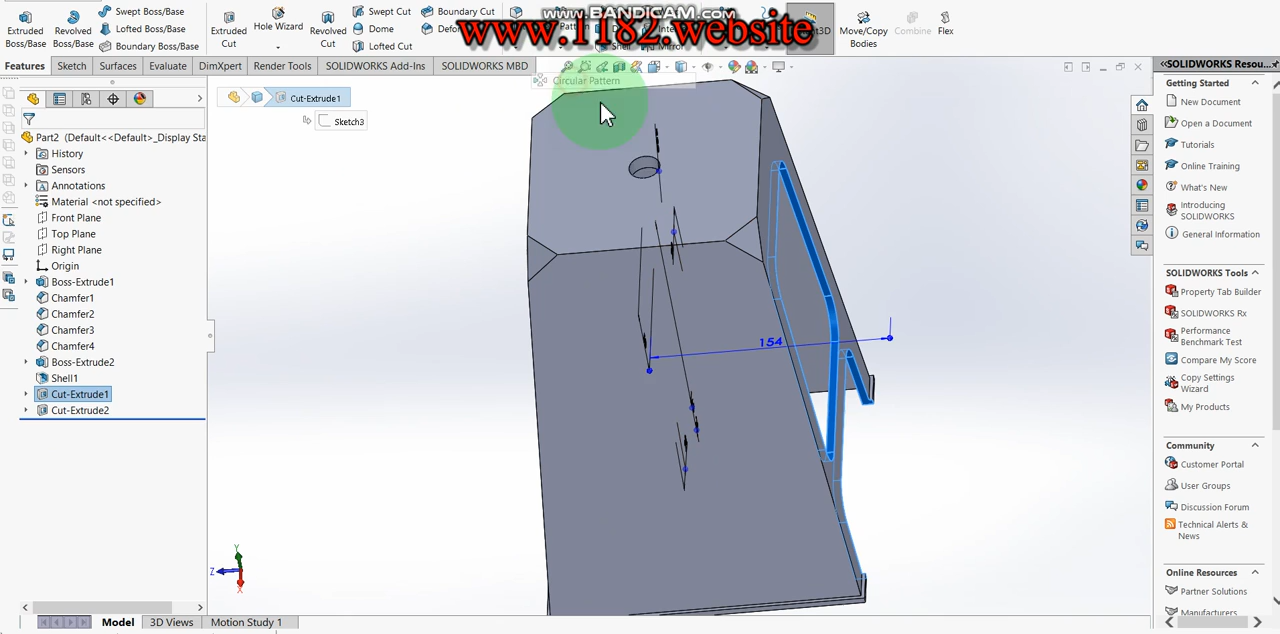 www.BANDICAM.com
www.1182.website
Extruded Boss/Base
Revolved Boss/Base
Swept Boss/Base
Lofted Boss/Base
Boundary Boss/Base
Extruded Cut
Hole Wizard
Revolved Cut
Swept Cut
Dome
Lofted Cut
Boundary Cut
Shell
Mirror
Move/Copy Bodies
Combine
Flex
Features
Sketch
Surfaces
Evaluate
DimXpert
Render Tools
SOLIDWORKS Add-Ins
SOLIDWORKS MBD
Circular Pattern
Cut-Extrude1
Sketch3
Part2 (Default<<Default>_Display Sta
History
Sensors
Annotations
Material <not specified>
Front Plane
Top Plane
Right Plane
Origin
Boss-Extrude1
Chamfer1
Chamfer2
Chamfer3
Chamfer4
Boss-Extrude2
Shell1
Cut-Extrude1
Cut-Extrude2
154
Y
Z
X
Model
3D Views
Motion Study 1
SOLIDWORKS Resou...
Getting Started
New Document
Open a Document
Tutorials
Online Training
What's New
Introducing
SOLIDWORKS
General Information
SOLIDWORKS Tools
Property Tab Builder
SOLIDWORKS Rx
Performance
Benchmark Test
Compare My Score
Copy Settings
Wizard
My Products
Community
Customer Portal
User Groups
Discussion Forum
Technical Alerts &
News
Online Resources
Partner Solutions
Manufacturers